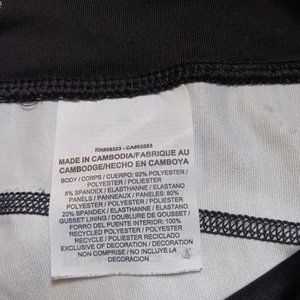 RN#56323 - CA#05553
MADE IN CAMBODIA/FABRIQUE AU
CAMBODGE/HECHO EN CAMBOYA
BODY / CORPS / CUERPO: 92% POLYESTER /
POLYESTER / POLIESTER
8% SPANDEX / ELASTHANNE / ELASTANO
PANELS / PANNEAUX / PANELES: 80%
POLYESTER / POLYESTER / POLIESTER
20% SPANDEX / ELASTHANNE / ELASTANO
GUSSET LINING / DOUBLURE DE GOUSSET /
FORRO DEL PUENTE INTERIOR: 100%
RECYCLED POLYESTER / POLYESTER
RECYCLE / POLIESTER RECICLADO
EXCLUSIVE OF DECORATION / DECORATION
NON COMPRISE / NO INCLUYE LA
DECORACION